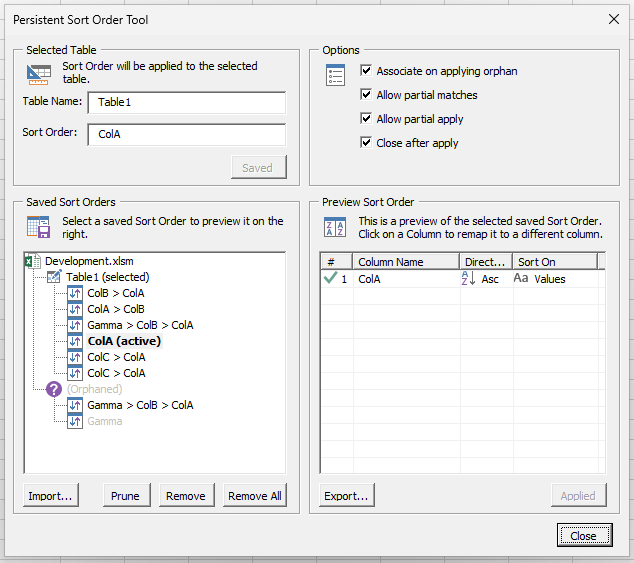 Persistent Sort Order Tool
Selected Table
Sort Order will be applied to the selected
table.
Table Name: Table1
Sort Order: ColA
Saved
Options
Associate on applying orphan
Allow partial matches
Allow partial apply
Close after apply
Saved Sort Orders
Select a saved Sort Order to preview it on the
right.
Development.xlsm
Table1 (selected)
ColB > ColA
ColA > ColB
Gamma > ColB > ColA
ColA (active)
ColC > ColA
ColC > ColA
(Orphaned)
Gamma > ColB > ColA
Gamma
Import... Prune Remove Remove All
Preview Sort Order
This is a preview of the selected saved Sort Order.
Click on a Column to remap it to a different column.
# Column Name Direct... Sort On
1 ColA Asc Aa Values
Export... Applied
Close